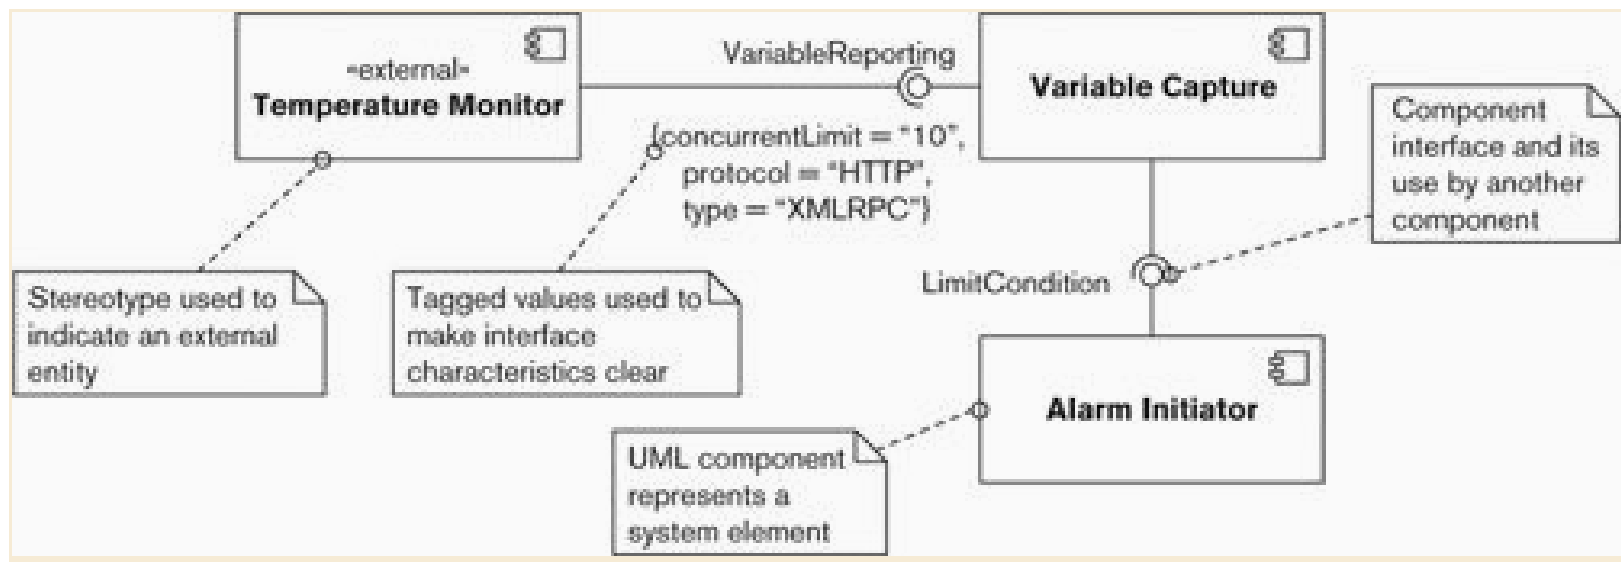 «external»
Temperature Monitor
VariableReporting
Variable Capture
{concurrentLimit = "10",
protocol = "HTTP",
type = "XMLRPC"}
Component
interface and its
use by another
component
Stereotype used to
indicate an external
entity
Tagged values used to
make interface
characteristics clear
LimitCondition
Alarm Initiator
UML component
represents a
system element